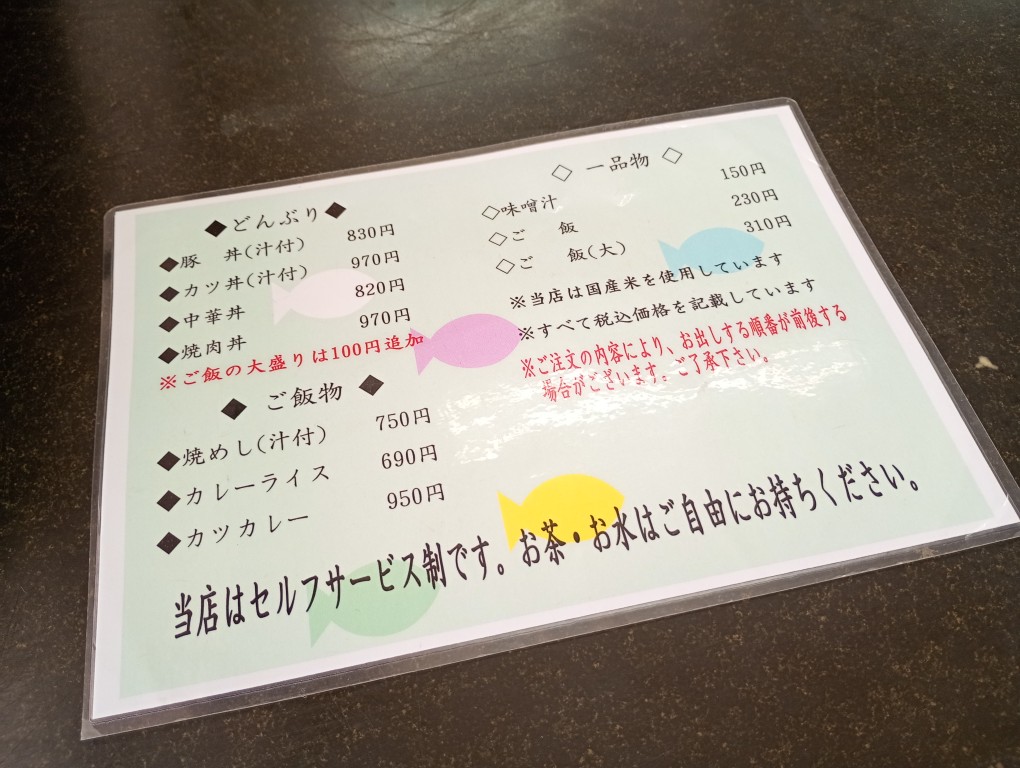 ◆どんぶり◆
◆豚　丼(汁付) 830円
◆カツ丼(汁付) 970円
◆中華丼 820円
◆焼肉丼 970円
※ご飯の大盛りは100円追加
◆ ご飯物 ◆
◆焼めし(汁付) 750円
◆カレーライス 690円
◆カツカレー 950円
◇ 一品物 ◇
◇味噌汁 150円
◇ご　飯 230円
◇ご　飯(大) 310円
※当店は国産米を使用しています
※すべて税込価格を記載しています
※ご注文の内容により、お出しする順番が前後する
場合がございます。ご了承下さい。
当店はセルフサービス制です。お茶・お水はご自由にお持ちください。